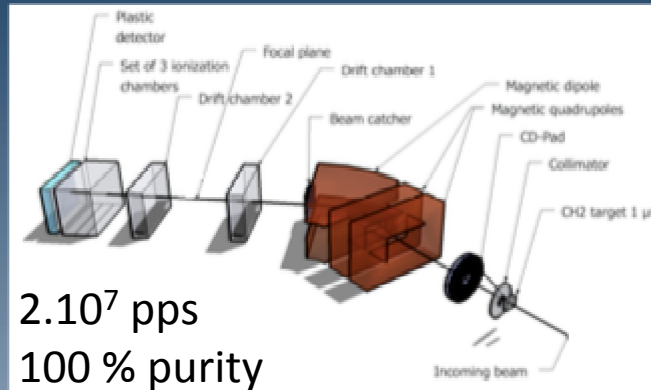 Plastic
detector
Set of 3 ionization
chambers
Drift chamber 2
Focal plane
Drift chamber 1
Beam catcher
Magnetic dipole
Magnetic quadrupoles
CD-Pad
Collimator
CH2 target 1 µ
Incoming beam
2.10⁷ pps
100 % purity